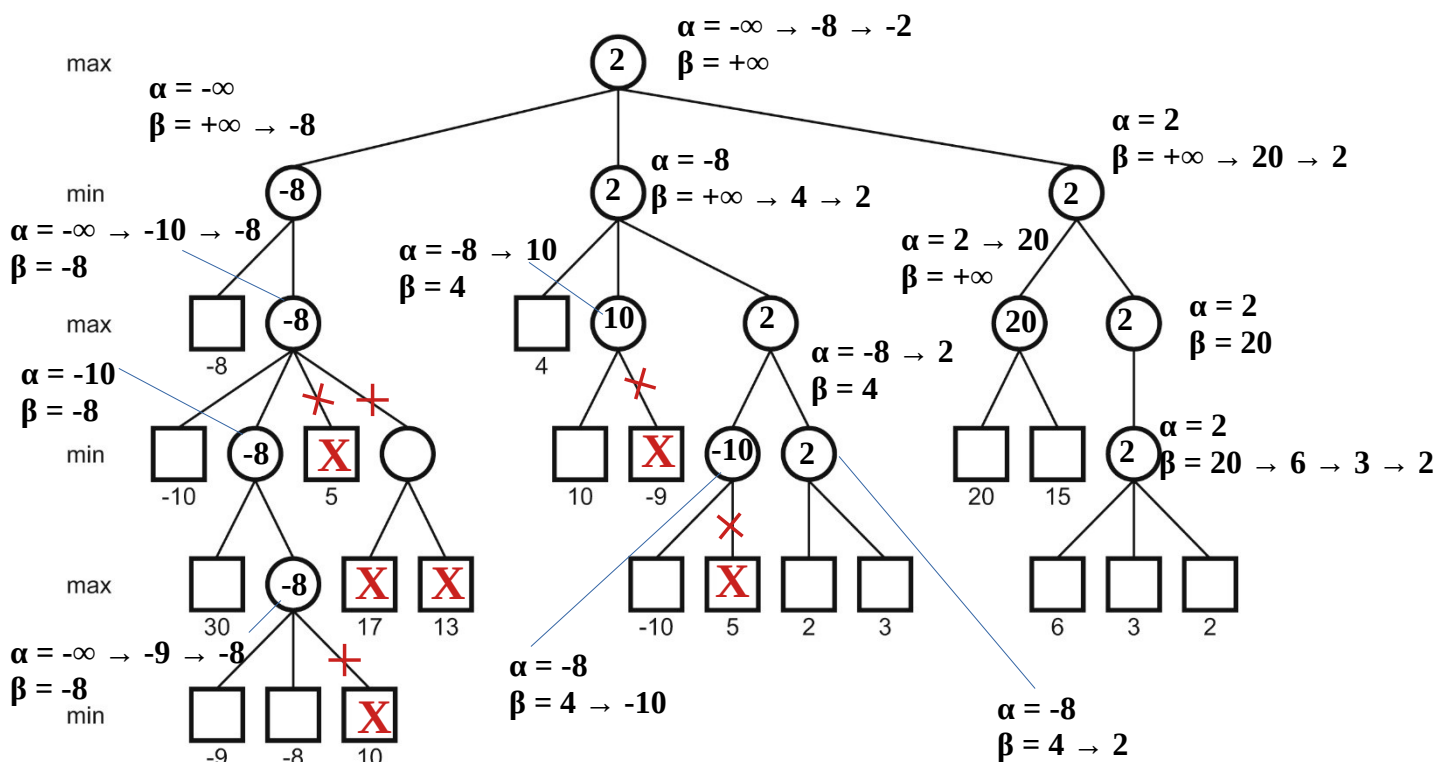 α = -∞ → -8 → -2
β = +∞
max
2
α = -∞
β = +∞ → -8
α = 2
β = +∞ → 20 → 2
α = -8
β = +∞ → 4 → 2
min
-8
2
2
α = -∞ → -10 → -8
β = -8
α = -8 → 10
β = 4
α = 2 → 20
β = +∞
max
-8
10
2
20
2
α = 2
β = 20
-8
4
α = -8 → 2
β = 4
α = -10
β = -8
α = 2
β = 20 → 6 → 3 → 2
min
-8
X
X
-10
2
2
-10
5
10
-9
20
15
max
-8
X
X
X
30
17
13
-10
5
2
3
6
3
2
α = -∞ → -9 → -8
β = -8
α = -8
β = 4 → -10
α = -8
β = 4 → 2
min
X
-9
-8
10